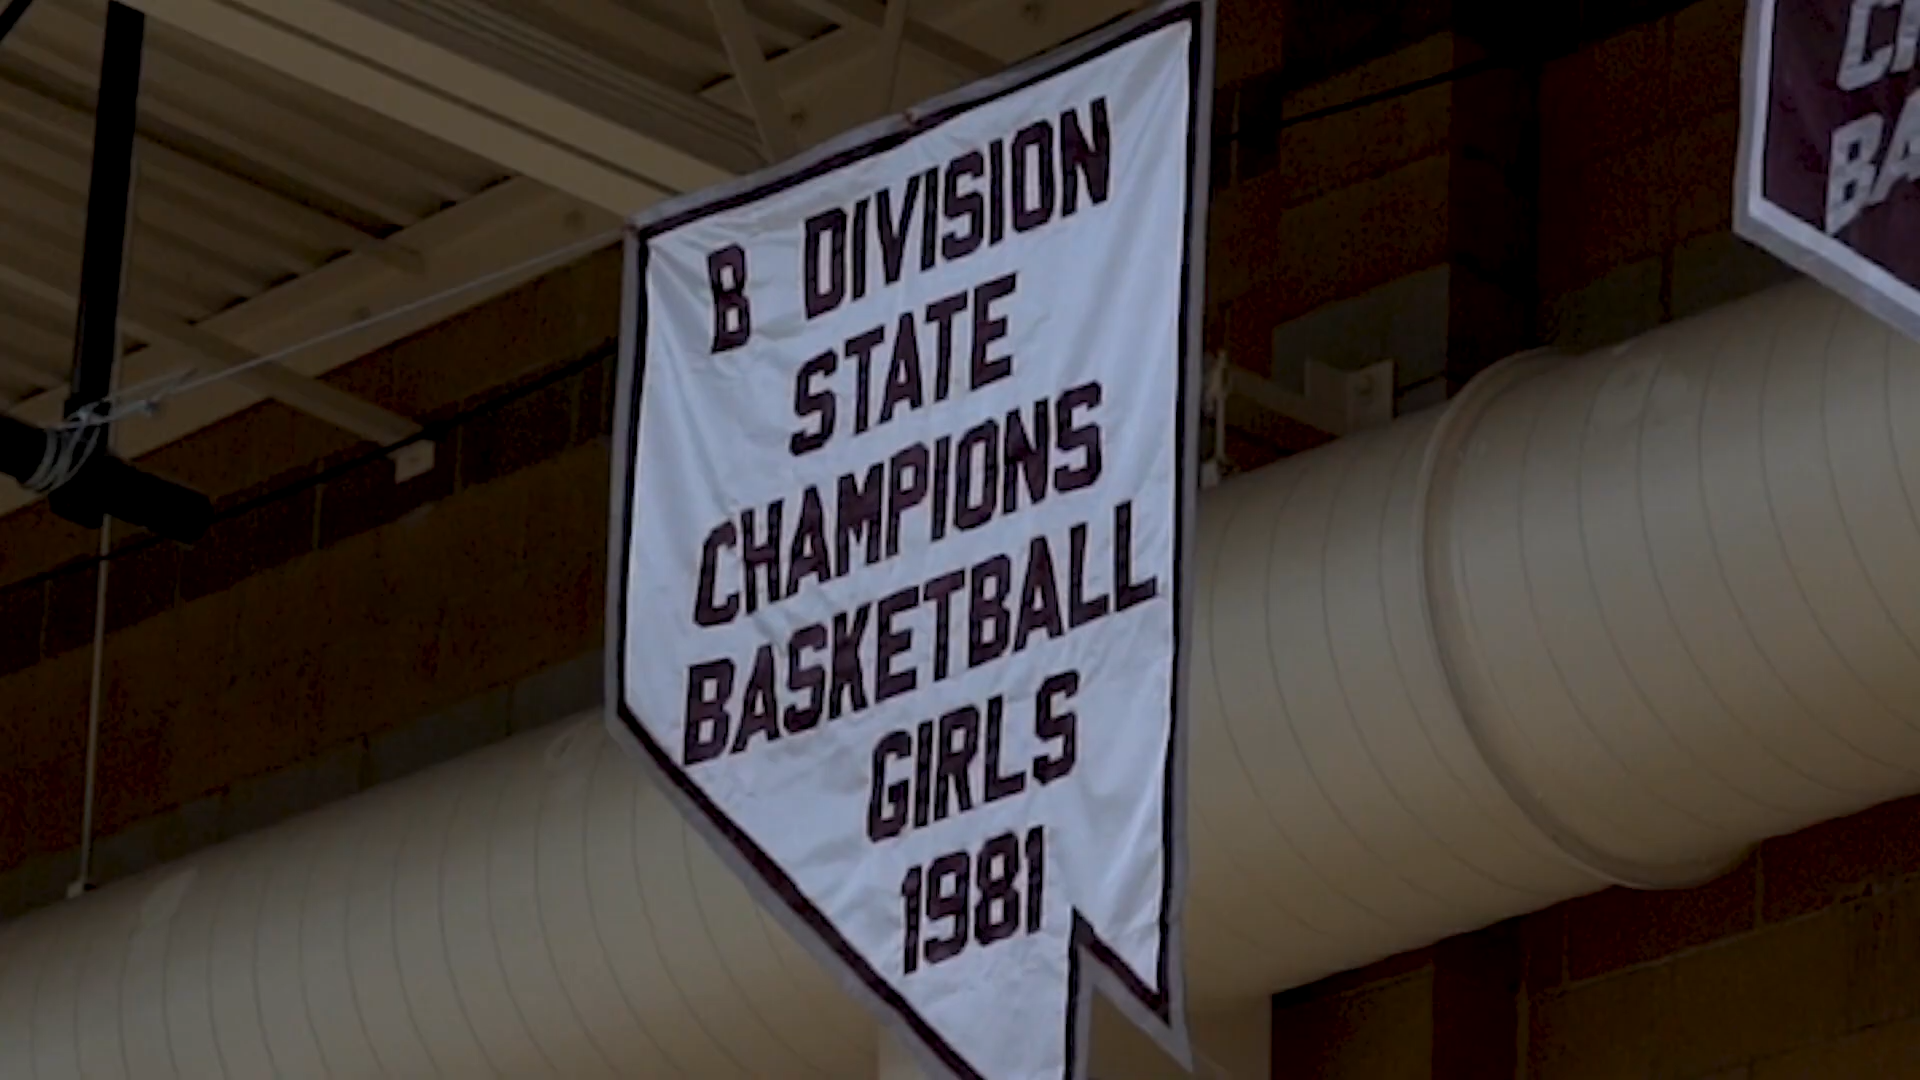 B DIVISION
STATE
CHAMPIONS
BASKETBALL
GIRLS
1981